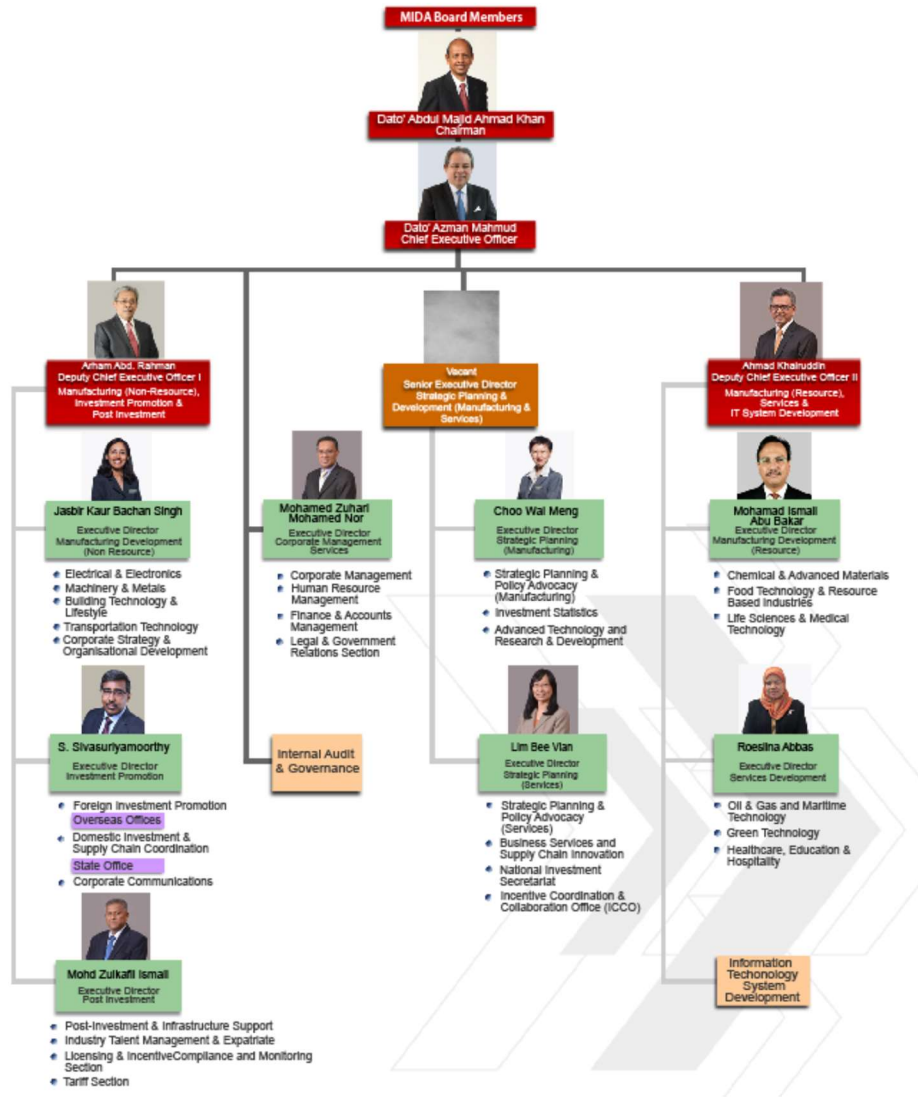 MIDA Board Members
Dato' Abdul Majid Ahmad Khan
Chairman
Dato' Azman Mahmud
Chief Executive Officer
Arham Abd. Rahman
Deputy Chief Executive Officer I
Manufacturing (Non-Resource),
Investment Promotion &
Post Investment
Vacant
Senior Executive Director
Strategic Planning &
Development (Manufacturing &
Services)
Ahmad Khairuddin
Deputy Chief Executive Officer II
Manufacturing (Resource),
Services &
IT System Development
Jasbir Kaur Bachan Singh
Executive Director
Manufacturing Development
(Non Resource)
Electrical & Electronics
Machinery & Metals
Building Technology &
Lifestyle
Transportation Technology
Corporate Strategy &
Organisational Development
Mohamed Zuhari
Mohamed Nor
Executive Director
Corporate Management
Services
Corporate Management
Human Resource
Management
Finance & Accounts
Management
Legal & Government
Relations Section
Choo Wai Meng
Executive Director
Strategic Planning
(Manufacturing)
Strategic Planning &
Policy Advocacy
(Manufacturing)
Investment Statistics
Advanced Technology and
Research & Development
Mohamad Ismail
Abu Bakar
Executive Director
Manufacturing Development
(Resource)
Chemical & Advanced Materials
Food Technology & Resource
Based Industries
Life Sciences & Medical
Technology
S. Sivasuriyamoorthy
Executive Director
Investment Promotion
Foreign Investment Promotion
Overseas Offices
Domestic Investment &
Supply Chain Coordination
State Office
Corporate Communications
Internal Audit
& Governance
Lim Bee Vian
Executive Director
Strategic Planning
(Services)
Strategic Planning &
Policy Advocacy
(Services)
Business Services and
Supply Chain Innovation
National Investment
Secretariat
Incentive Coordination &
Collaboration Office (ICCO)
Roeslina Abbas
Executive Director
Services Development
Oil & Gas and Maritime
Technology
Green Technology
Healthcare, Education &
Hospitality
Mohd Zulkafli Ismail
Executive Director
Post Investment
Post-Investment & Infrastructure Support
Industry Talent Management & Expatriate
Licensing & IncentiveCompliance and Monitoring
Section
Tariff Section
Information
Techonology
System
Development